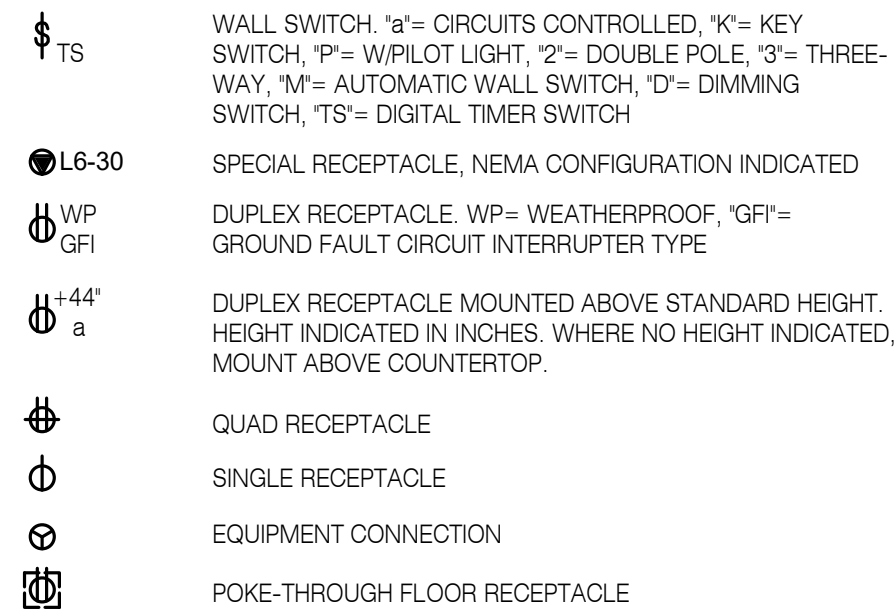 WALL SWITCH. "a"= CIRCUITS CONTROLLED, "K"= KEY
TS SWITCH, "P"= W/PILOT LIGHT, "2"= DOUBLE POLE, "3"= THREE-
WAY, "M"= AUTOMATIC WALL SWITCH, "D"= DIMMING
SWITCH, "TS"= DIGITAL TIMER SWITCH
L6-30 SPECIAL RECEPTACLE, NEMA CONFIGURATION INDICATED
WP DUPLEX RECEPTACLE. WP= WEATHERPROOF, "GFI"=
GFI GROUND FAULT CIRCUIT INTERRUPTER TYPE
+44" DUPLEX RECEPTACLE MOUNTED ABOVE STANDARD HEIGHT.
a HEIGHT INDICATED IN INCHES. WHERE NO HEIGHT INDICATED,
MOUNT ABOVE COUNTERTOP.
QUAD RECEPTACLE
SINGLE RECEPTACLE
EQUIPMENT CONNECTION
POKE-THROUGH FLOOR RECEPTACLE